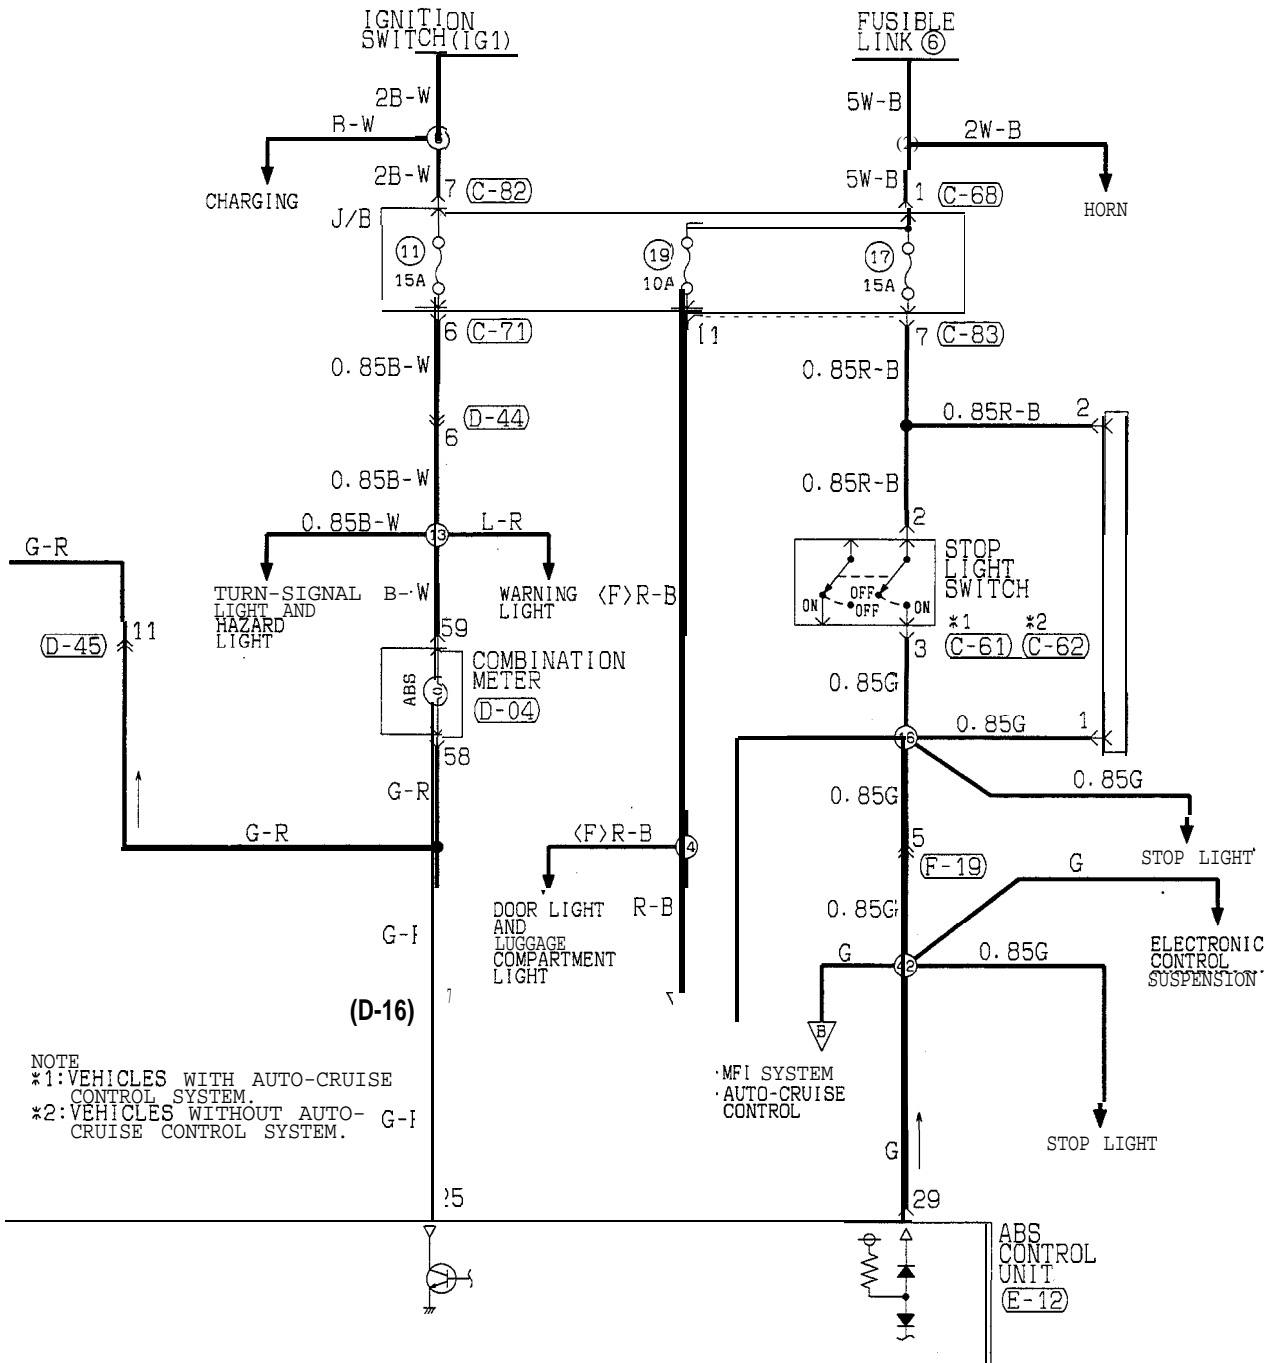 IGNITION
SWITCH(IG1)
FUSIBLE
LINK ⑥
2B-W
5W-B
B-W
2W-B
2B-W
7
C-82
5W-B
1
C-68
CHARGING
HORN
J/B
11
15A
19
10A
17
15A
6
C-71
11
7
C-83
0.85B-W
0.85R-B
D-44
6
0.85R-B
2
0.85B-W
0.85R-B
0.85B-W
13
L-R
2
G-R
TURN-SIGNAL
LIGHT AND
HAZARD
LIGHT
B-W
WARNING
LIGHT
<F>R-B
ON
OFF
OFF
ON
STOP
LIGHT
SWITCH
*1
*2
C-61
C-62
11
D-45
59
3
ABS
COMBINATION
METER
D-04
0.85G
58
16
0.85G
1
G-R
0.85G
0.85G
G-R
<F>R-B
4
5
F-19
STOP LIGHT
G
DOOR LIGHT
AND
LUGGAGE
COMPARTMENT
LIGHT
R-B
0.85G
G
42
0.85G
ELECTRONIC
CONTROL
SUSPENSION
(D-16)
B
·MFI SYSTEM
·AUTO-CRUISE
CONTROL
NOTE
*1:VEHICLES WITH AUTO-CRUISE
CONTROL SYSTEM.
*2:VEHICLES WITHOUT AUTO-
CRUISE CONTROL SYSTEM.
STOP LIGHT
G
25
29
ABS
CONTROL
UNIT
E-12